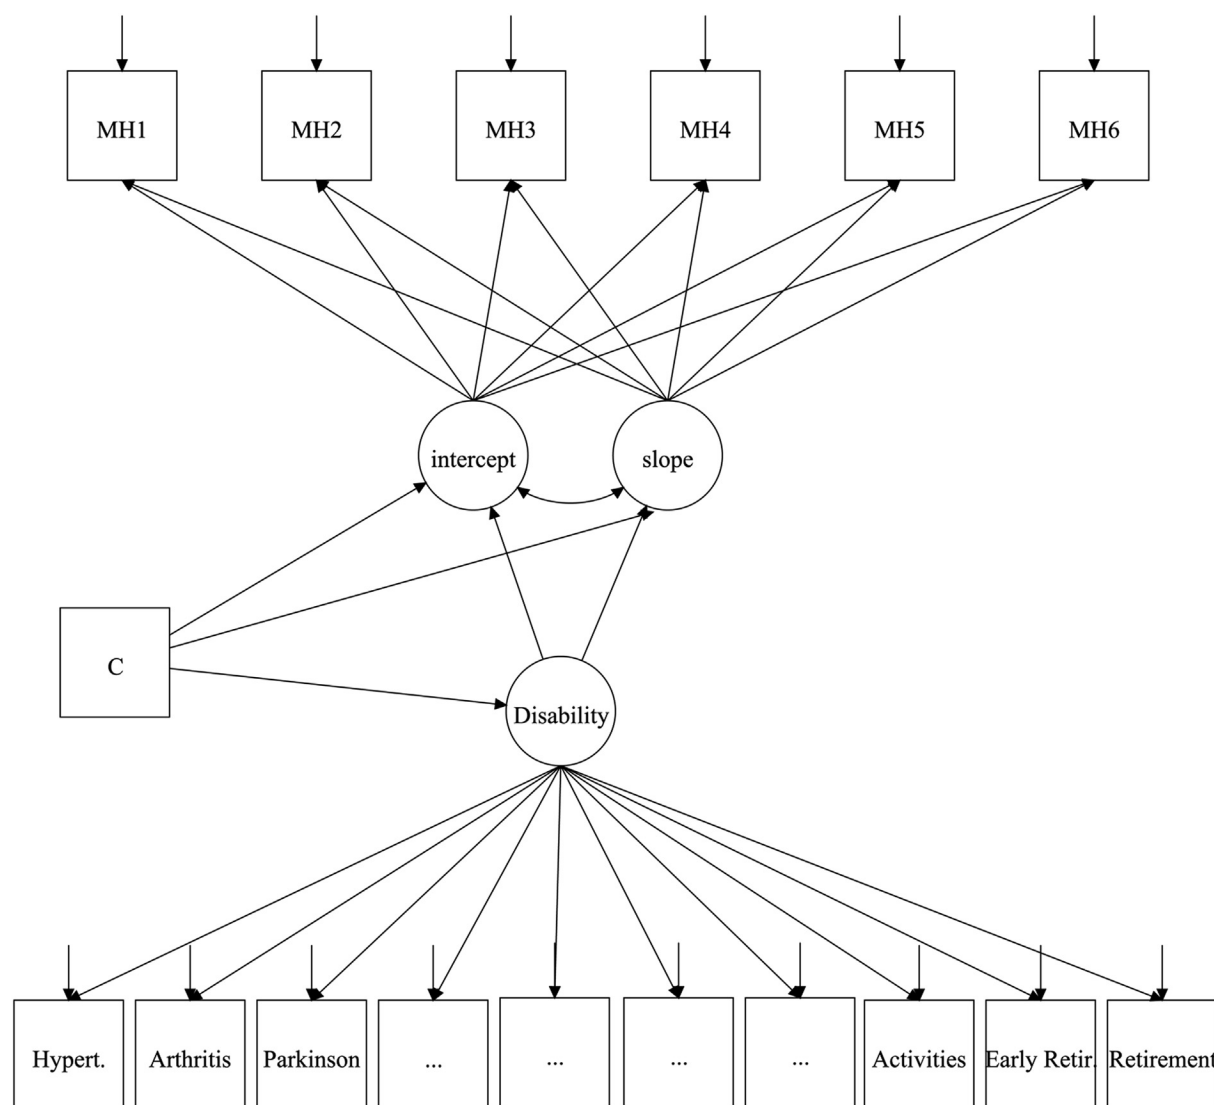 MH1 MH2 MH3 MH4 MH5 MH6
intercept slope
C
Disability
Hypert. Arthritis Parkinson ... ... ... ... Activities Early Retir. Retirement